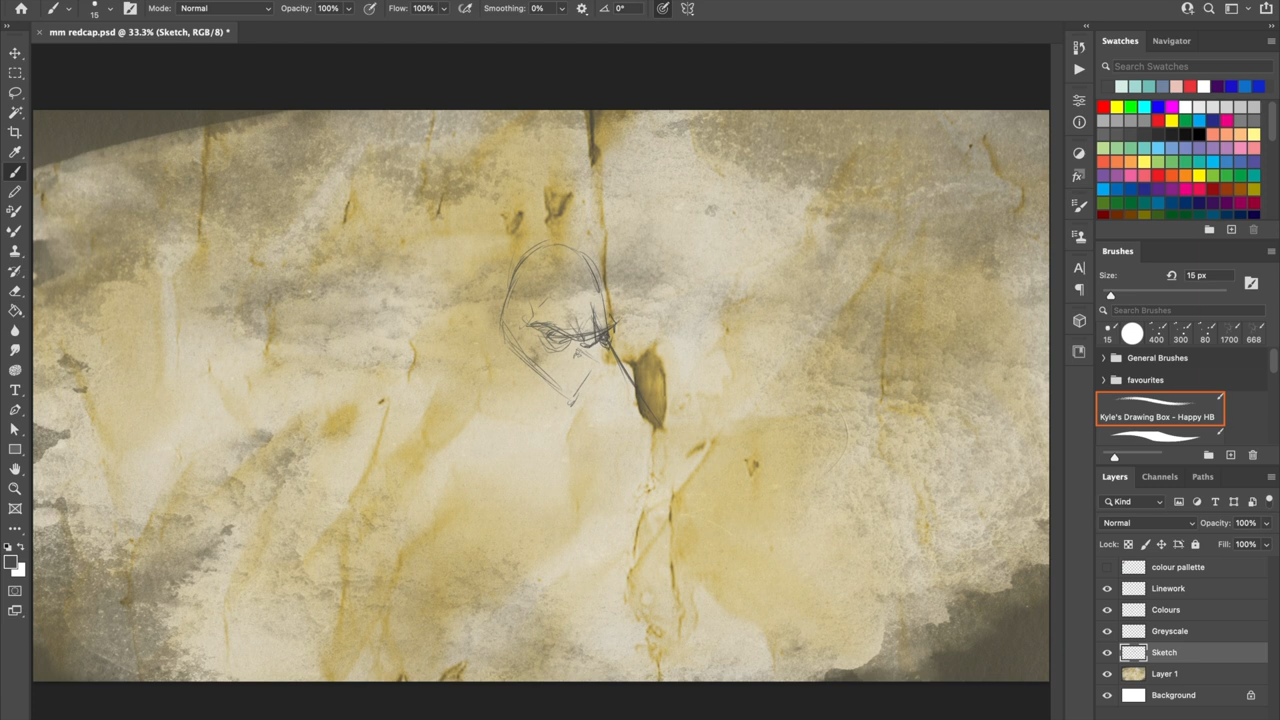 15
Mode: Normal
Opacity: 100%
Flow: 100%
Smoothing: 0%
0°
mm redcap.psd @ 33.3% (Sketch, RGB/8) *
Swatches
Navigator
Search Swatches
Brushes
Size:
15 px
Search Brushes
15
400
300
80
1700
668
General Brushes
favourites
Kyle's Drawing Box - Happy HB
Layers
Channels
Paths
Kind
Normal
Opacity: 100%
Lock:
Fill: 100%
colour pallette
Linework
Colours
Greyscale
Sketch
Layer 1
Background